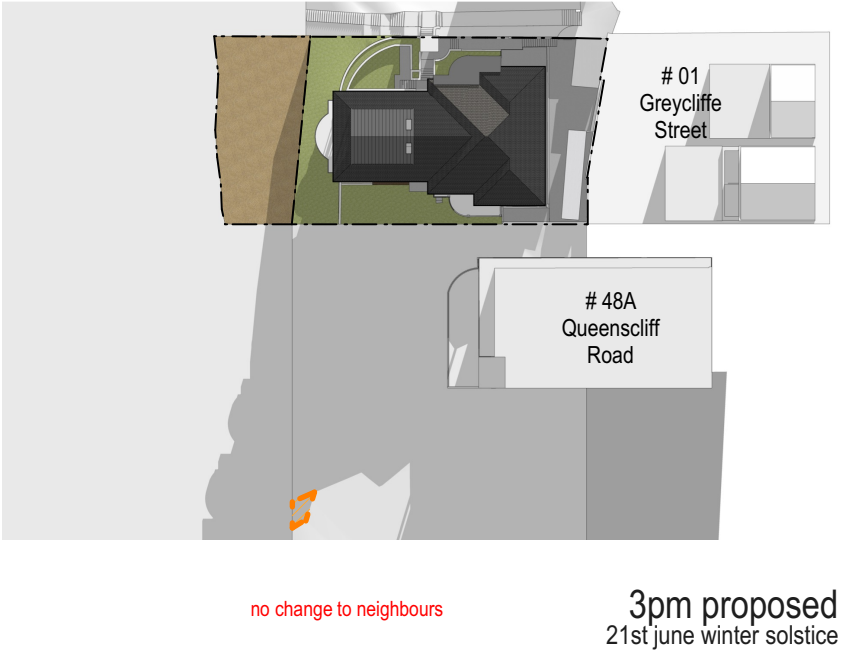 # 01
Greycliffe
Street
# 48A
Queenscliff
Road
no change to neighbours
3pm proposed
21st june winter solstice